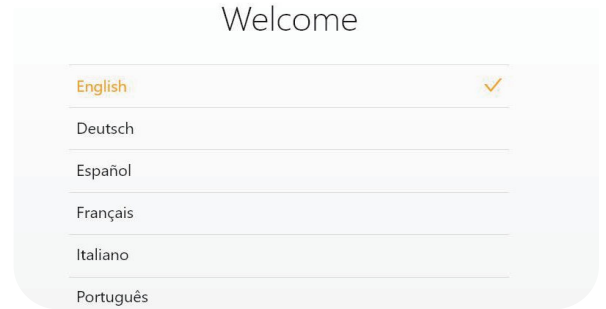 Welcome
English
Deutsch
Español
Français
Italiano
Português